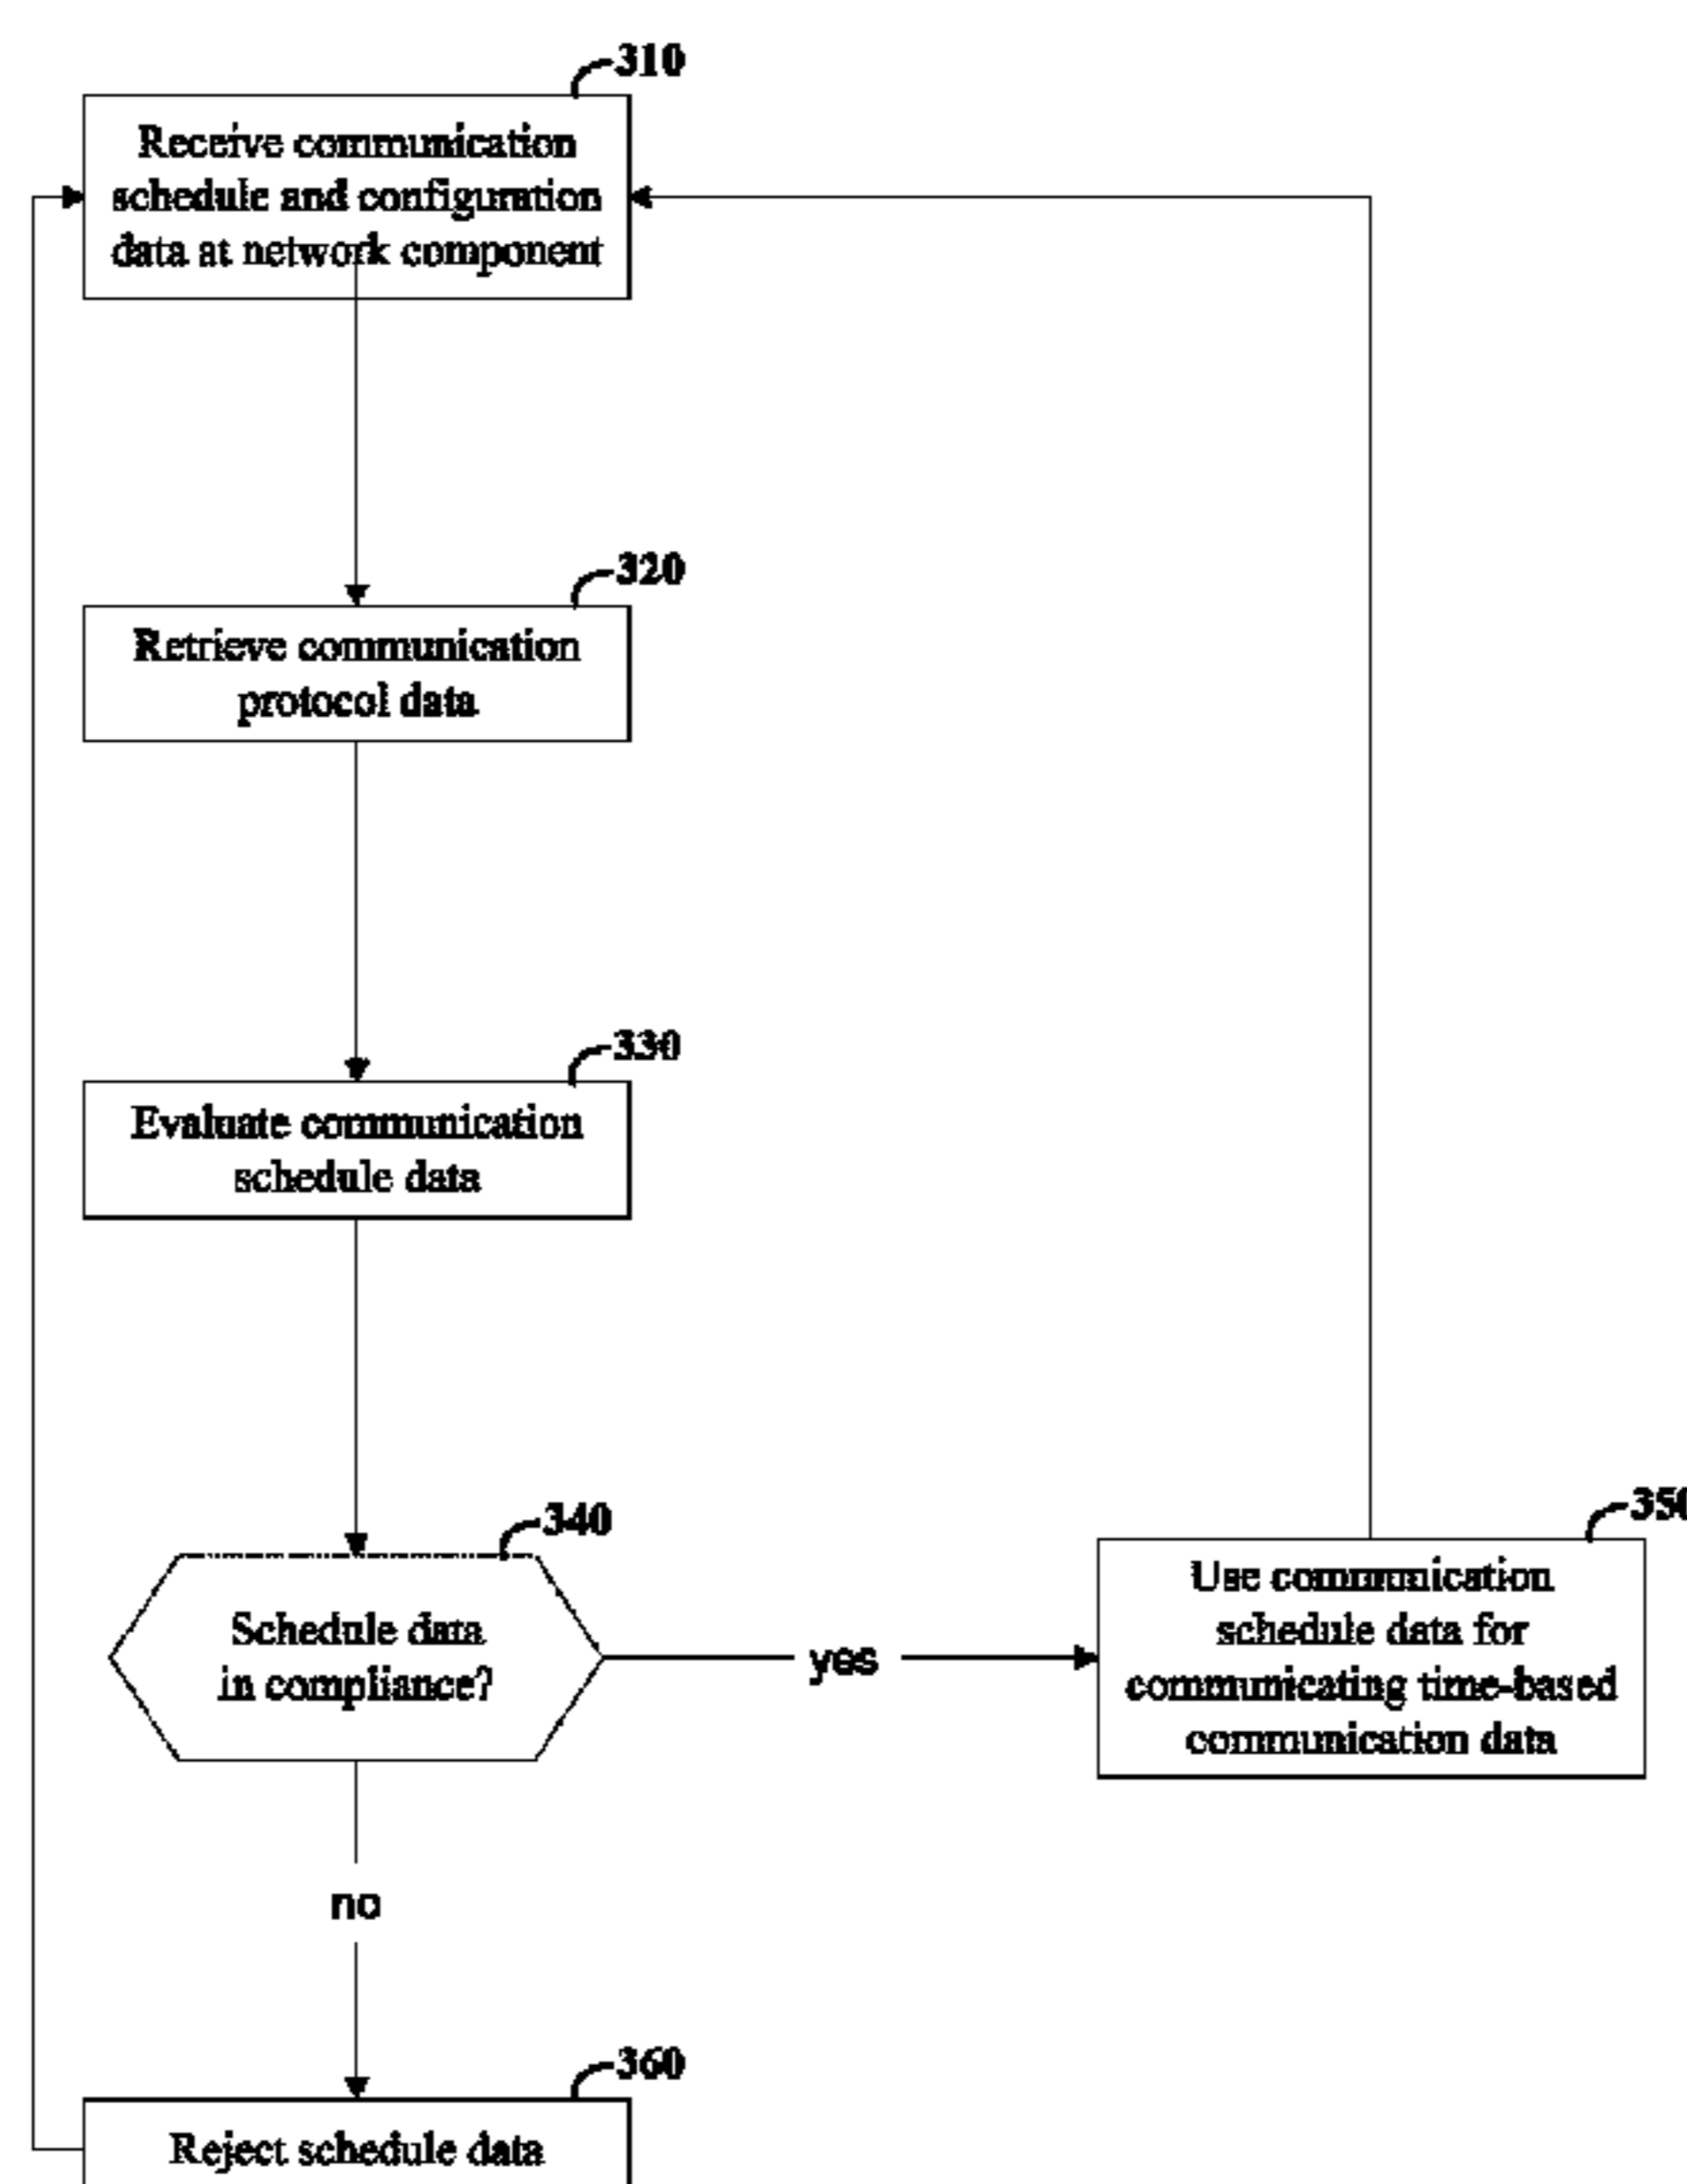 310
Receive communication
schedule and configuration
data at network component
320
Retrieve communication
protocol data
330
Evaluate communication
schedule data
340
Schedule data
in compliance?
yes
350
Use communication
schedule data for
communicating time-based
communication data
no
360
Reject schedule data